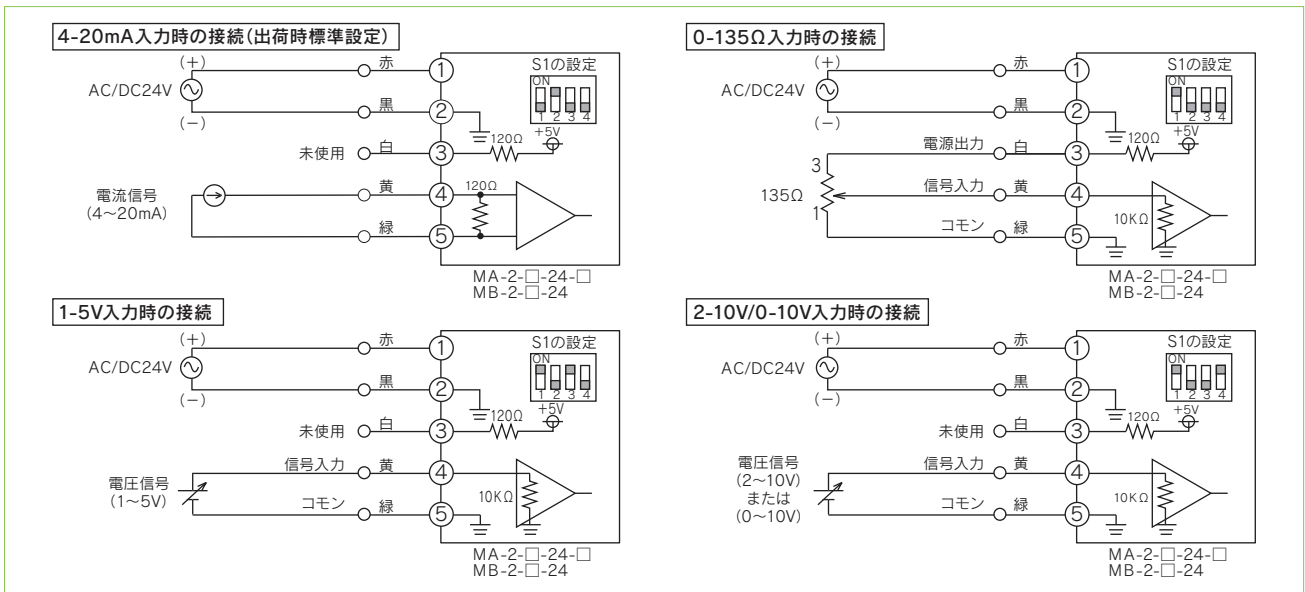 4-20mA入力時の接続(出荷時標準設定)
(+)
赤
1
S1の設定
ON
1 2 3 4
AC/DC24V
黒
2
(−)
+5V
120Ω
未使用
白
3
電流信号
(4～20mA)
黄
4
120Ω
緑
5
MA-2-□-24-□
MB-2-□-24
0-135Ω入力時の接続
(+)
赤
1
S1の設定
ON
1 2 3 4
AC/DC24V
黒
2
(−)
+5V
120Ω
電源出力
白
3
3
135Ω
1
信号入力
黄
4
10KΩ
コモン
緑
5
MA-2-□-24-□
MB-2-□-24
1-5V入力時の接続
(+)
赤
1
S1の設定
ON
1 2 3 4
AC/DC24V
黒
2
(−)
+5V
120Ω
未使用
白
3
電圧信号
(1～5V)
信号入力
黄
4
10KΩ
コモン
緑
5
MA-2-□-24-□
MB-2-□-24
2-10V/0-10V入力時の接続
(+)
赤
1
S1の設定
ON
1 2 3 4
AC/DC24V
黒
2
(−)
+5V
120Ω
未使用
白
3
電圧信号
(2～10V)
または
(0～10V)
信号入力
黄
4
10KΩ
コモン
緑
5
MA-2-□-24-□
MB-2-□-24